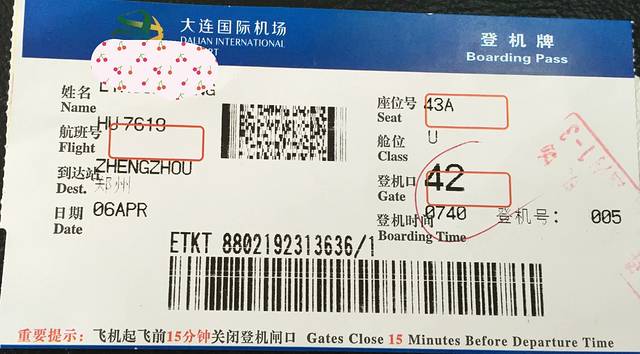 大连国际机场
DALIAN INTERNATIONAL
登机牌
Boarding Pass
姓名
Name
航班号 HU7619
Flight
到达站 ZHENGZHOU
Dest. 郑州
日期 06APR
Date
座位号 43A
Seat
舱位 U
Class
登机口 42
Gate
登机时间 0740 登机号: 005
Boarding Time
ETKT 8802192313636/1
重要提示: 飞机起飞前15分钟关闭登机闸口 Gates Close 15 Minutes Before Departure Time